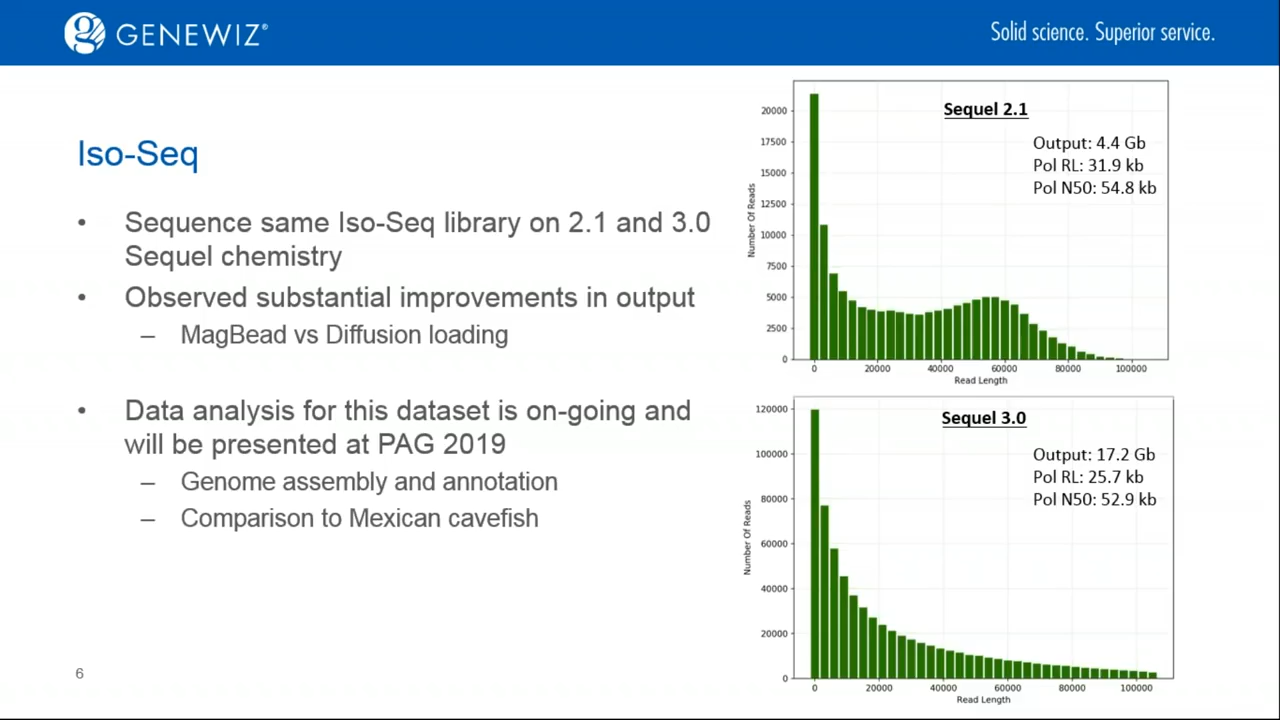 GENEWIZ®
Solid science. Superior service.
Iso-Seq
• Sequence same Iso-Seq library on 2.1 and 3.0
Sequel chemistry
• Observed substantial improvements in output
– MagBead vs Diffusion loading
• Data analysis for this dataset is on-going and
will be presented at PAG 2019
– Genome assembly and annotation
– Comparison to Mexican cavefish
6
Sequel 2.1
Output: 4.4 Gb
Pol RL: 31.9 kb
Pol N50: 54.8 kb
Number Of Reads
20000
17500
15000
12500
10000
7500
5000
2500
0
0 20000 40000 60000 80000 100000
Read Length
Sequel 3.0
Output: 17.2 Gb
Pol RL: 25.7 kb
Pol N50: 52.9 kb
Number Of Reads
120000
100000
80000
60000
40000
20000
0
0 20000 40000 60000 80000 100000
Read Length